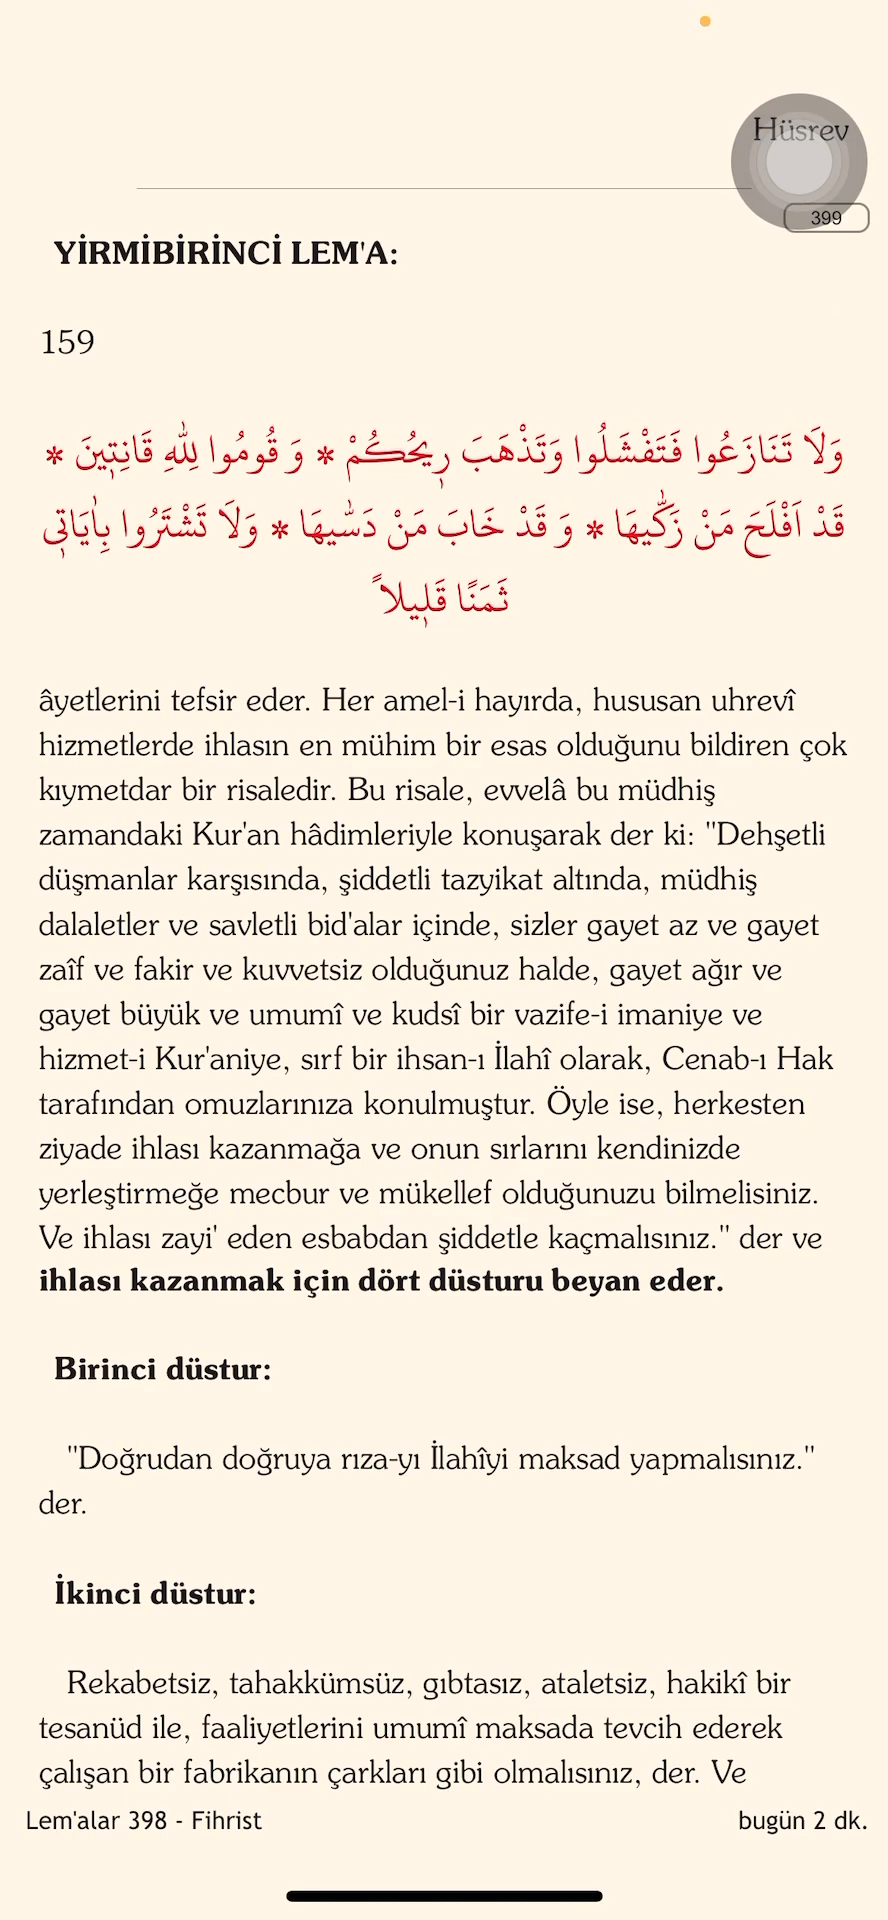 Hüsrev
399
YİRMİBİRİNCİ LEM'A:
159
وَلَا تَنَازَعُوا فَتَفْشَلُوا وَتَذْهَبَ رِيحُكُمْ * وَ قُومُوا لِلّٰهِ قَانِتِينَ *
قَدْ اَفْلَحَ مَنْ زَكّٰيهَا * وَ قَدْ خَابَ مَنْ دَسّٰيهَا * وَلَا تَشْتَرُوا بِاٰيَاتِى
ثَمَنًا قَلِيلاً
âyetlerini tefsir eder. Her amel-i hayırda, hususan uhrevî
hizmetlerde ihlasın en mühim bir esas olduğunu bildiren çok
kıymetdar bir risaledir. Bu risale, evvelâ bu müdhiş
zamandaki Kur'an hâdimleriyle konuşarak der ki: "Dehşetli
düşmanlar karşısında, şiddetli tazyikat altında, müdhiş
dalaletler ve savletli bid'alar içinde, sizler gayet az ve gayet
zaîf ve fakir ve kuvvetsiz olduğunuz halde, gayet ağır ve
gayet büyük ve umumî ve kudsî bir vazife-i imaniye ve
hizmet-i Kur'aniye, sırf bir ihsan-ı İlahî olarak, Cenab-ı Hak
tarafından omuzlarınıza konulmuştur. Öyle ise, herkesten
ziyade ihlası kazanmağa ve onun sırlarını kendinizde
yerleştirmeğe mecbur ve mükellef olduğunuzu bilmelisiniz.
Ve ihlası zayi' eden esbabdan şiddetle kaçmalısınız." der ve
ihlası kazanmak için dört düsturu beyan eder.
Birinci düstur:
"Doğrudan doğruya rıza-yı İlahîyi maksad yapmalısınız."
der.
İkinci düstur:
Rekabetsiz, tahakkümsüz, gıbtasız, ataletsiz, hakikî bir
tesanüd ile, faaliyetlerini umumî maksada tevcih ederek
çalışan bir fabrikanın çarkları gibi olmalısınız, der. Ve
Lem'alar 398 - Fihrist
bugün 2 dk.